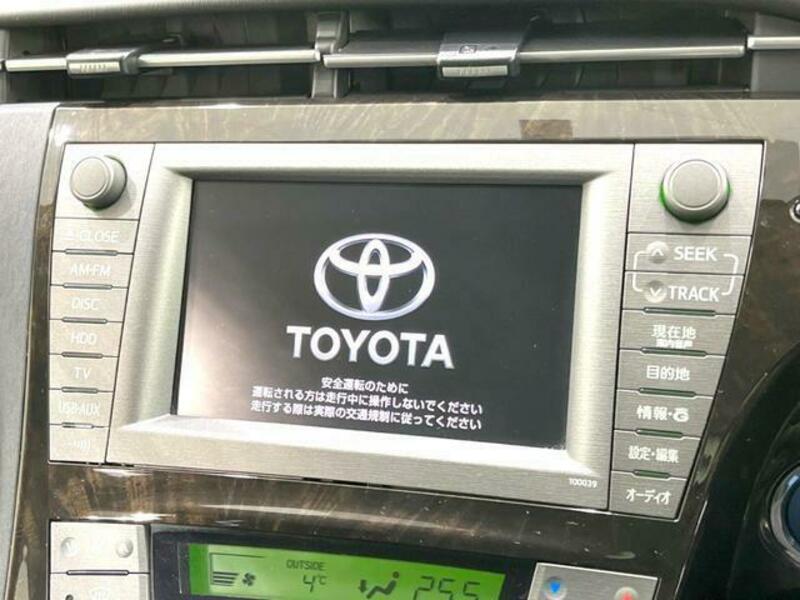 CLOSE
AM·FM
DISC
HDD
TV
USB·AUX
TOYOTA
安全運転のために
運転される方は走行中に操作しないでください
走行する際は実際の交通規制に従ってください
SEEK
TRACK
現在地
案内音声
目的地
情報·G
設定·編集
オーディオ
100039
OUTSIDE
4℃
25.5